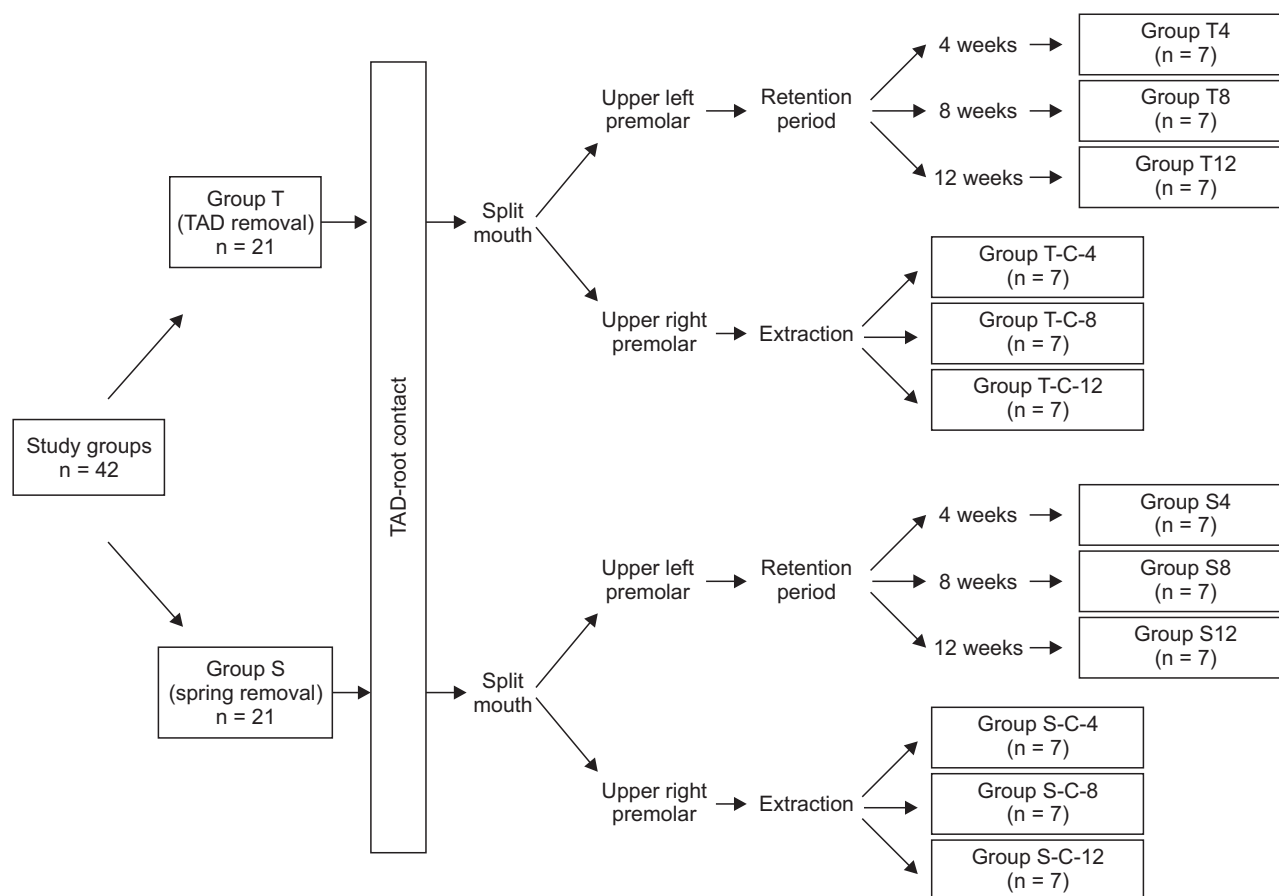 Study groups
n = 42
Group T
(TAD removal)
n = 21
Group S
(spring removal)
n = 21
TAD-root contact
Split
mouth
Upper left
premolar
Retention
period
4 weeks
Group T4
(n = 7)
8 weeks
Group T8
(n = 7)
12 weeks
Group T12
(n = 7)
Upper right
premolar
Extraction
Group T-C-4
(n = 7)
Group T-C-8
(n = 7)
Group T-C-12
(n = 7)
Split
mouth
Upper left
premolar
Retention
period
4 weeks
Group S4
(n = 7)
8 weeks
Group S8
(n = 7)
12 weeks
Group S12
(n = 7)
Upper right
premolar
Extraction
Group S-C-4
(n = 7)
Group S-C-8
(n = 7)
Group S-C-12
(n = 7)